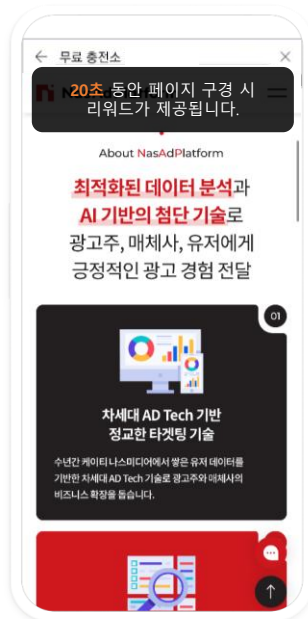 무료 충전소
20초 동안 페이지 구경 시
리워드가 제공됩니다.
About NasAdPlatform
최적화된 데이터 분석과
AI 기반의 첨단 기술로
광고주, 매체사, 유저에게
긍정적인 광고 경험 전달
01
차세대 AD Tech 기반
정교한 타겟팅 기술
수년간 케이티 나스미디어에서 쌓은 유저 데이터를
기반한 차세대 AD Tech 기술로 광고주와 매체사의
비즈니스 확장을 돕습니다.